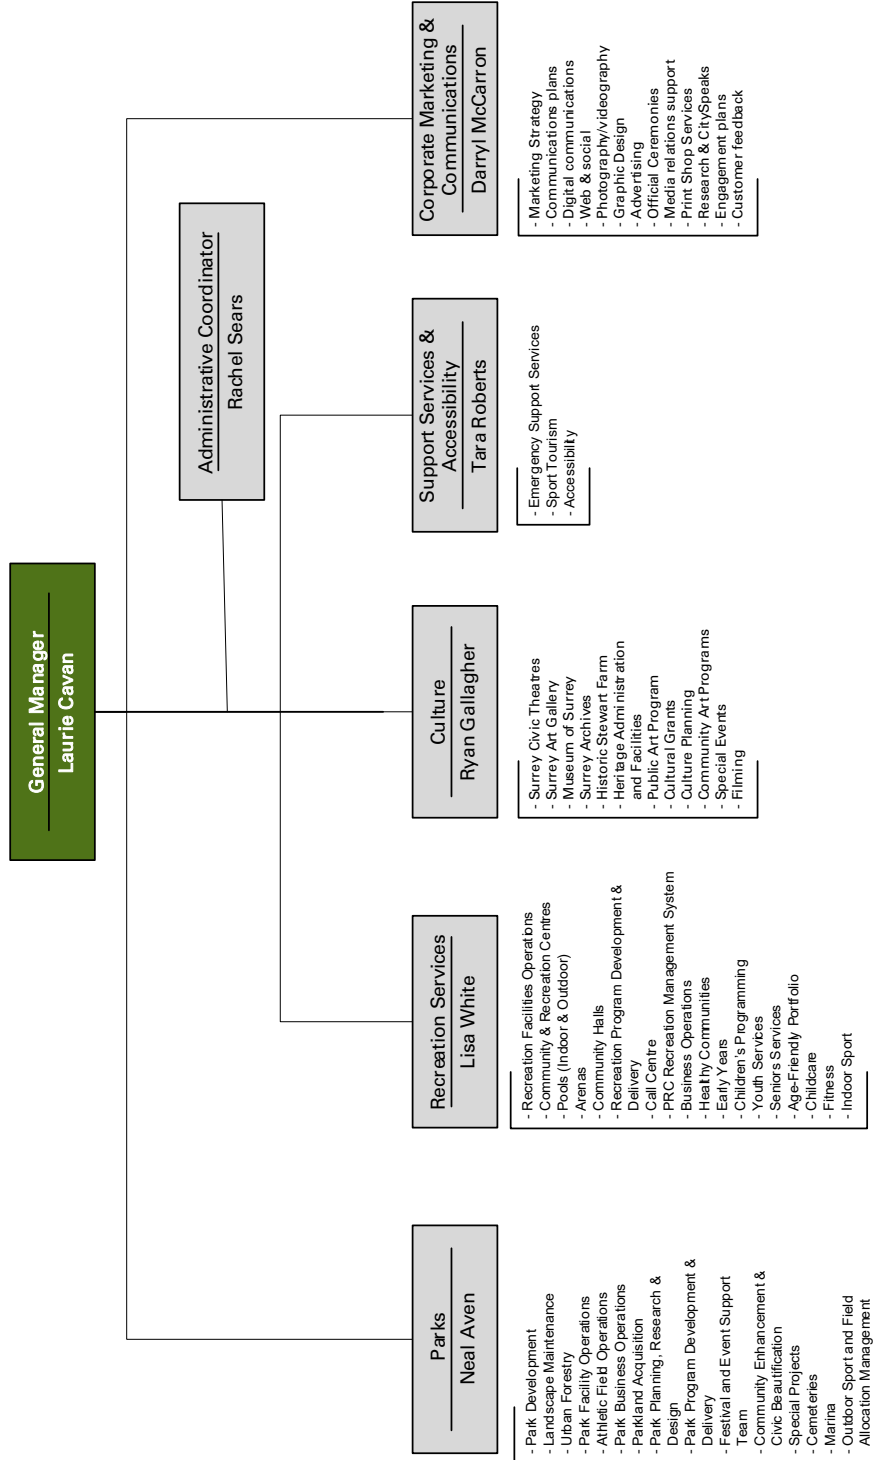 General Manager
Laurie Cavan
Administrative Coordinator
Rachel Sears
Parks
Neal Aven
- Park Development
- Landscape Maintenance
- Urban Forestry
- Park Facility Operations
- Athletic Field Operations
- Park Business Operations
- Parkland Acquisition
- Park Planning, Research &
Design
- Park Program Development &
Delivery
- Festival and Event Support
Team
- Community Enhancement &
Civic Beautification
- Special Projects
- Cemeteries
- Marina
- Outdoor Sport and Field
Allocation Management
Recreation Services
Lisa White
- Recreation Facilities Operations
- Community & Recreation Centres
- Pools (Indoor & Outdoor)
- Arenas
- Community Halls
- Recreation Program Development &
Delivery
- Call Centre
- PRC Recreation Management System
- Business Operations
- Healthy Communities
- Early Years
- Children's Programming
- Youth Services
- Seniors Services
- Age-Friendly Portfolio
- Childcare
- Fitness
- Indoor Sport
Culture
Ryan Gallagher
- Surrey Civic Theatres
- Surrey Art Gallery
- Museum of Surrey
- Surrey Archives
- Historic Stewart Farm
- Heritage Administration
and Facilities
- Public Art Program
- Cultural Grants
- Culture Planning
- Community Art Programs
- Special Events
- Filming
Support Services &
Accessibility
Tara Roberts
- Emergency Support Services
- Sport Tourism
- Accessibility
Corporate Marketing &
Communications
Darryl McCarron
- Marketing Strategy
- Communications plans
- Digital communications
- Web & social
- Photography/videography
- Graphic Design
- Advertising
- Official Ceremonies
- Media relations support
- Print Shop Services
- Research & CitySpeaks
- Engagement plans
- Customer feedback